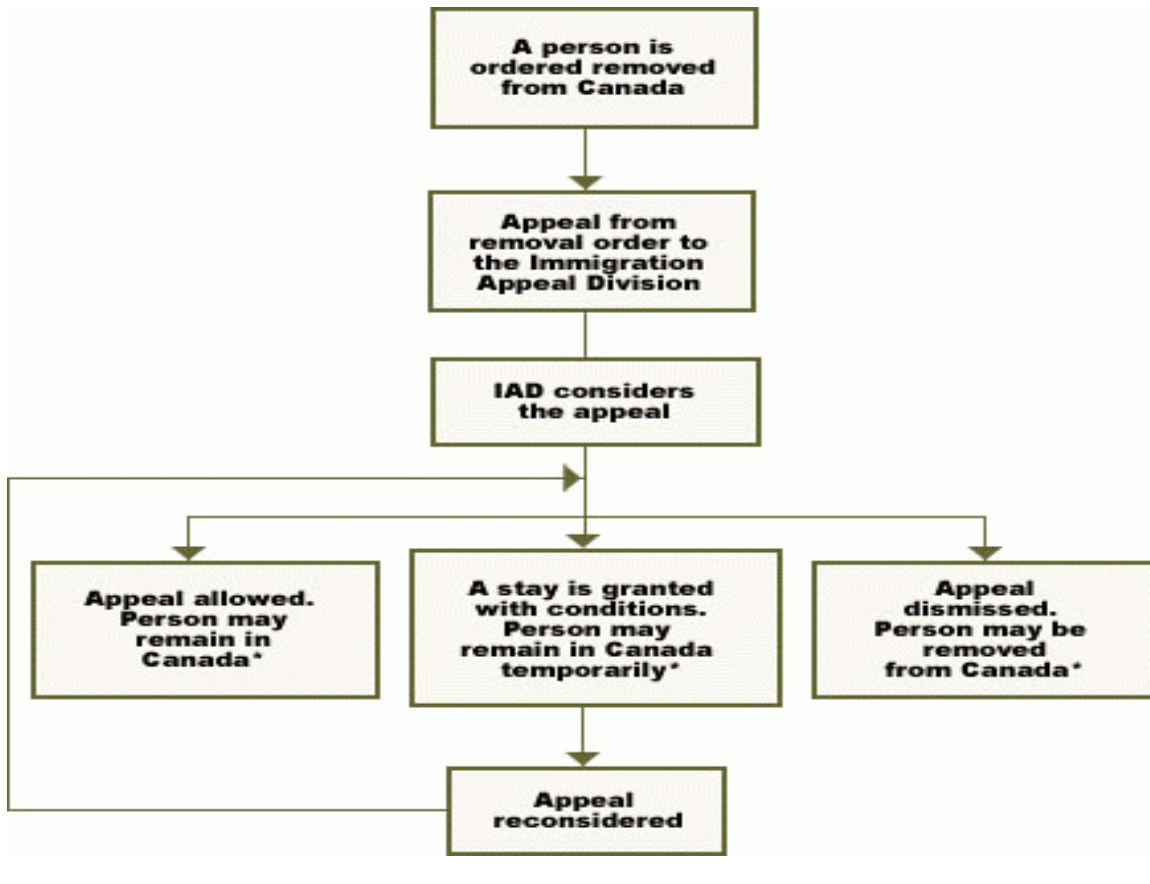 A person is
ordered removed
from Canada
Appeal from
removal order to
the Immigration
Appeal Division
IAD considers
the appeal
Appeal allowed.
Person may
remain in
Canada*
A stay is granted
with conditions.
Person may
remain in Canada
temporarily*
Appeal
dismissed.
Person may be
removed
from Canada*
Appeal
reconsidered